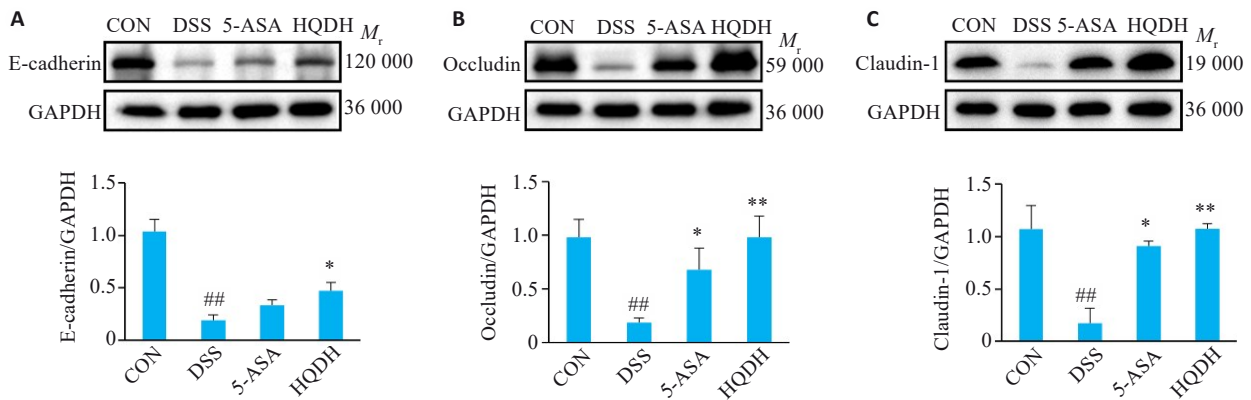 A
CON DSS 5-ASA HQDH Mr
E-cadherin 120 000
GAPDH 36 000
E-cadherin/GAPDH
1.5
1.0
0.5
0
##
*
CON DSS 5-ASA HQDH
B
CON DSS 5-ASA HQDH Mr
Occludin 59 000
GAPDH 36 000
Occludin/GAPDH
1.5
1.0
0.5
0
##
*
**
CON DSS 5-ASA HQDH
C
CON DSS 5-ASA HQDH Mr
Claudin-1 19 000
GAPDH 36 000
Claudin-1/GAPDH
1.5
1.0
0.5
0
##
*
**
CON DSS 5-ASA HQDH